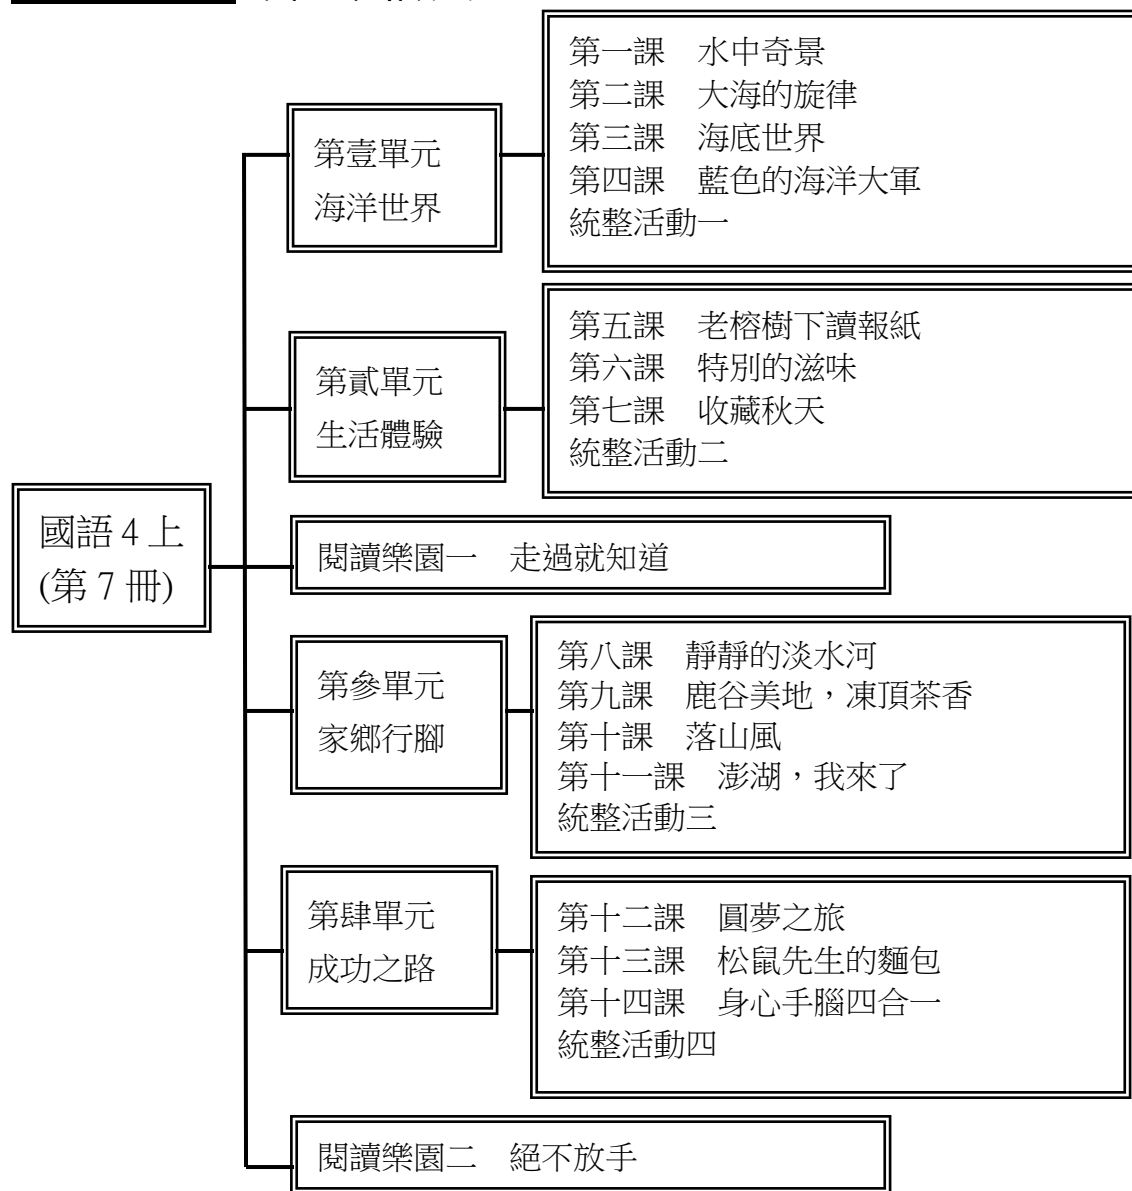 第一課　水中奇景
第二課　大海的旋律
第三課　海底世界
第四課　藍色的海洋大軍
統整活動一
第壹單元
海洋世界
第五課　老榕樹下讀報紙
第六課　特別的滋味
第七課　收藏秋天
統整活動二
第貳單元
生活體驗
國語 4 上
(第 7 冊)
閱讀樂園一　走過就知道
第八課　靜靜的淡水河
第九課　鹿谷美地，凍頂茶香
第十課　落山風
第十一課　澎湖，我來了
統整活動三
第參單元
家鄉行腳
第十二課　圓夢之旅
第十三課　松鼠先生的麵包
第十四課　身心手腦四合一
統整活動四
第肆單元
成功之路
閱讀樂園二　絕不放手